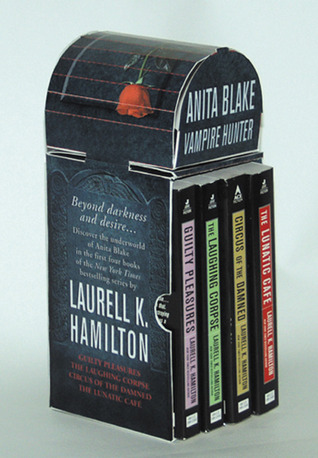 ANITA BLAKE
VAMPIRE HUNTER
Beyond darkness
and desire...
Discover the underworld
of Anita Blake
in the first four books
of the New York Times
bestselling series by
LAURELL K.
HAMILTON
GUILTY PLEASURES
THE LAUGHING CORPSE
CIRCUS OF THE DAMNED
THE LUNATIC CAFE
GUILTY PLEASURES LAURELL K. HAMILTON
THE LAUGHING CORPSE LAURELL K. HAMILTON
CIRCUS OF THE DAMNED LAURELL K. HAMILTON
THE LUNATIC CAFE LAURELL K. HAMILTON